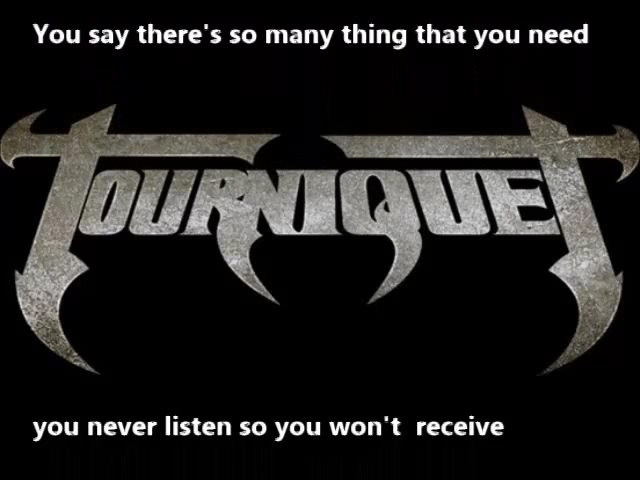 You say there's so many thing that you need
TOURNIQUET
you never listen so you won't  receive